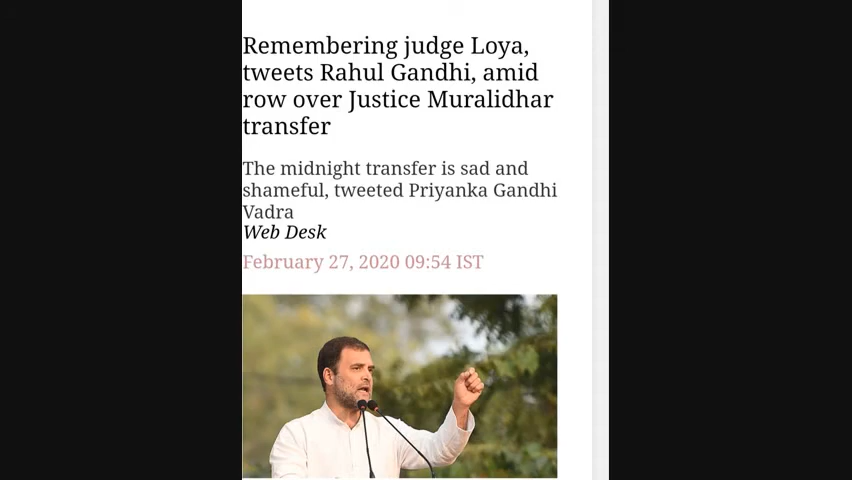 Remembering judge Loya,
tweets Rahul Gandhi, amid
row over Justice Muralidhar
transfer
The midnight transfer is sad and
shameful, tweeted Priyanka Gandhi
Vadra
Web Desk
February 27, 2020 09:54 IST